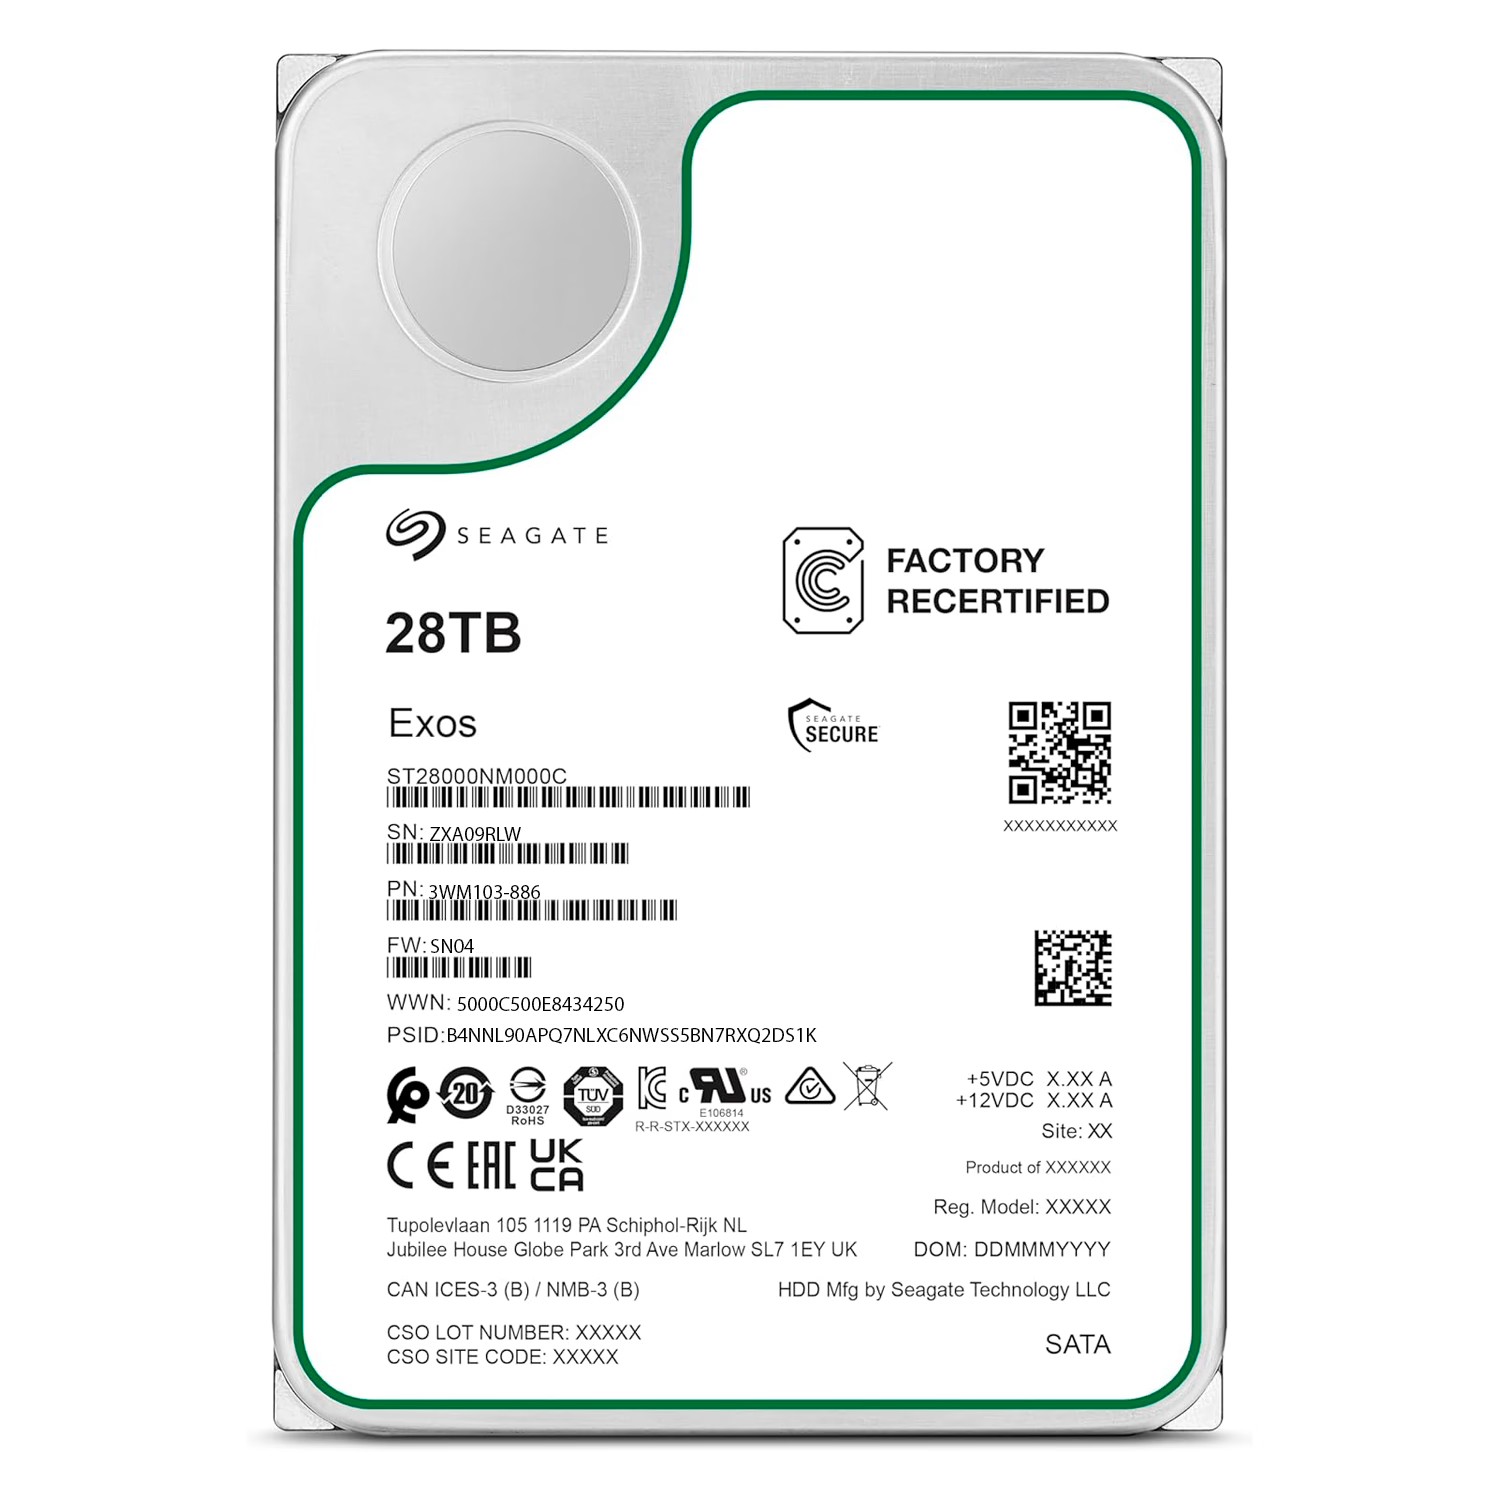 SEAGATE
FACTORY
RECERTIFIED
28TB
Exos
SEAGATE
SECURE
ST28000NM000C
XXXXXXXXXXX
SN: ZXA09RLW
PN: 3WM103-886
FW: SN04
WWN: 5000C500E8434250
PSID:B4NNL90APQ7NLXC6NWSS5BN7RXQ2DS1K
20
D33027
RoHS
TÜV
SÜD
c RU ® US
E106814
R-R-STX-XXXXXX
+5VDC X.XX A
+12VDC X.XX A
Site: XX
CE EAC UK
CA
Product of XXXXXX
Reg. Model: XXXXX
Tupolevlaan 105 1119 PA Schiphol-Rijk NL
Jubilee House Globe Park 3rd Ave Marlow SL7 1EY UK
DOM: DDMMMYYYY
CAN ICES-3 (B) / NMB-3 (B)
HDD Mfg by Seagate Technology LLC
CSO LOT NUMBER: XXXXX
CSO SITE CODE: XXXXX
SATA